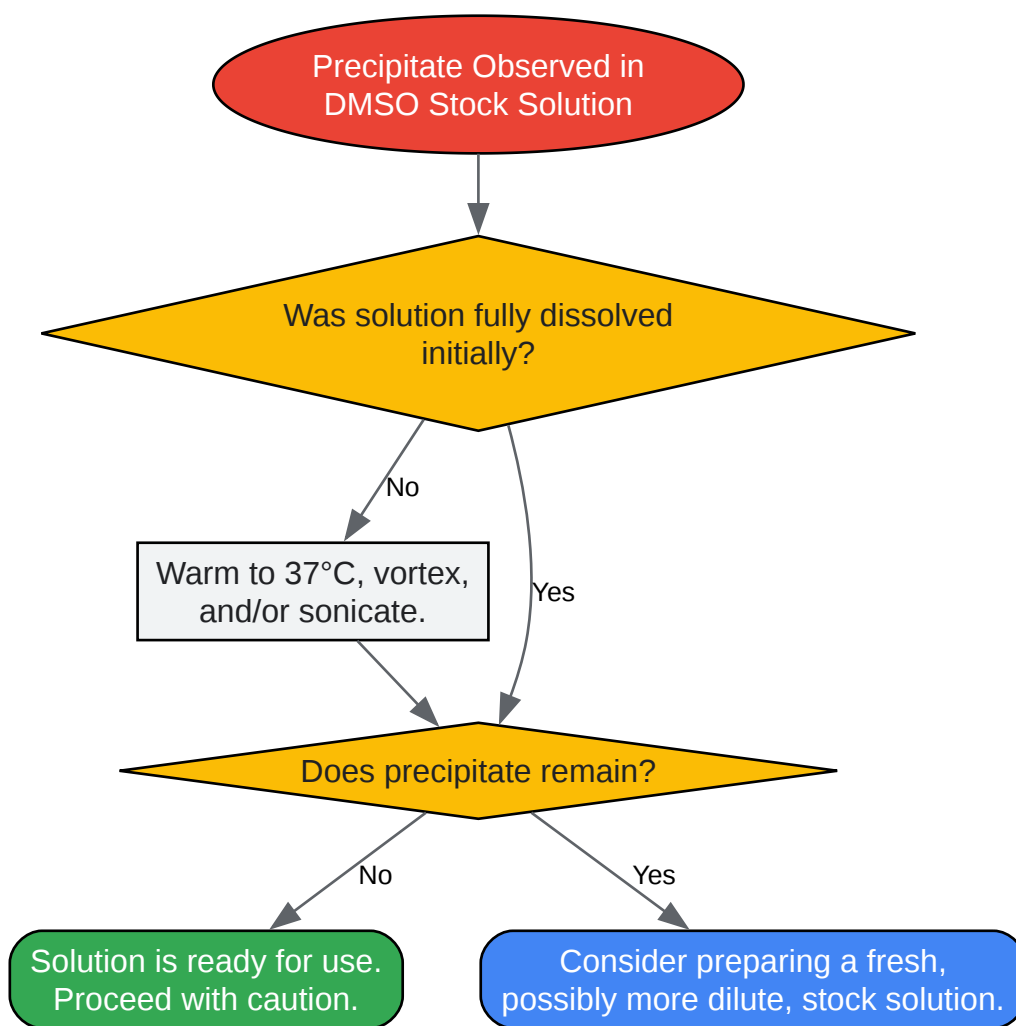 Precipitate Observed in
DMSO Stock Solution
Was solution fully dissolved
initially?
No
Yes
Warm to 37°C, vortex,
and/or sonicate.
Does precipitate remain?
No
Yes
Solution is ready for use.
Proceed with caution.
Consider preparing a fresh,
possibly more dilute, stock solution.